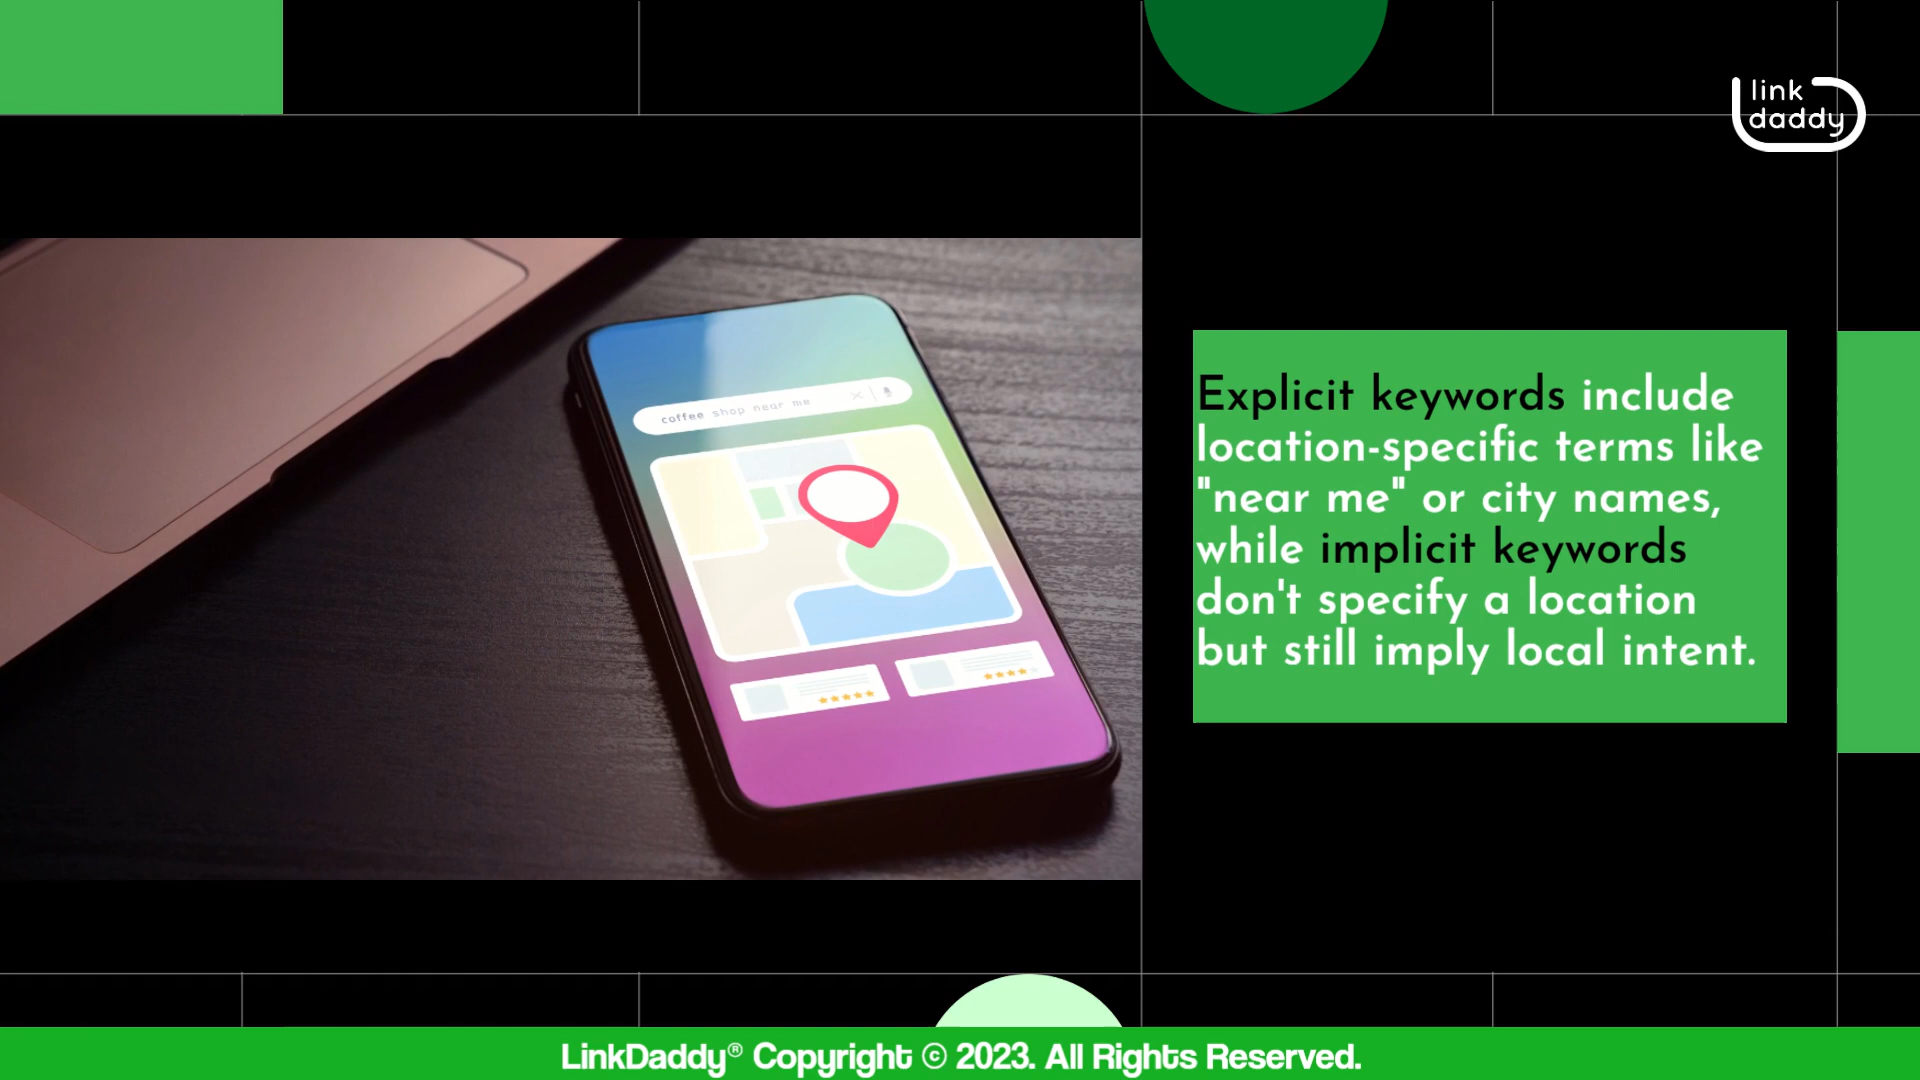 link
daddy
coffee shop near me
Explicit keywords include
location-specific terms like
"near me" or city names,
while implicit keywords
don't specify a location
but still imply local intent.
LinkDaddy® Copyright © 2023. All Rights Reserved.